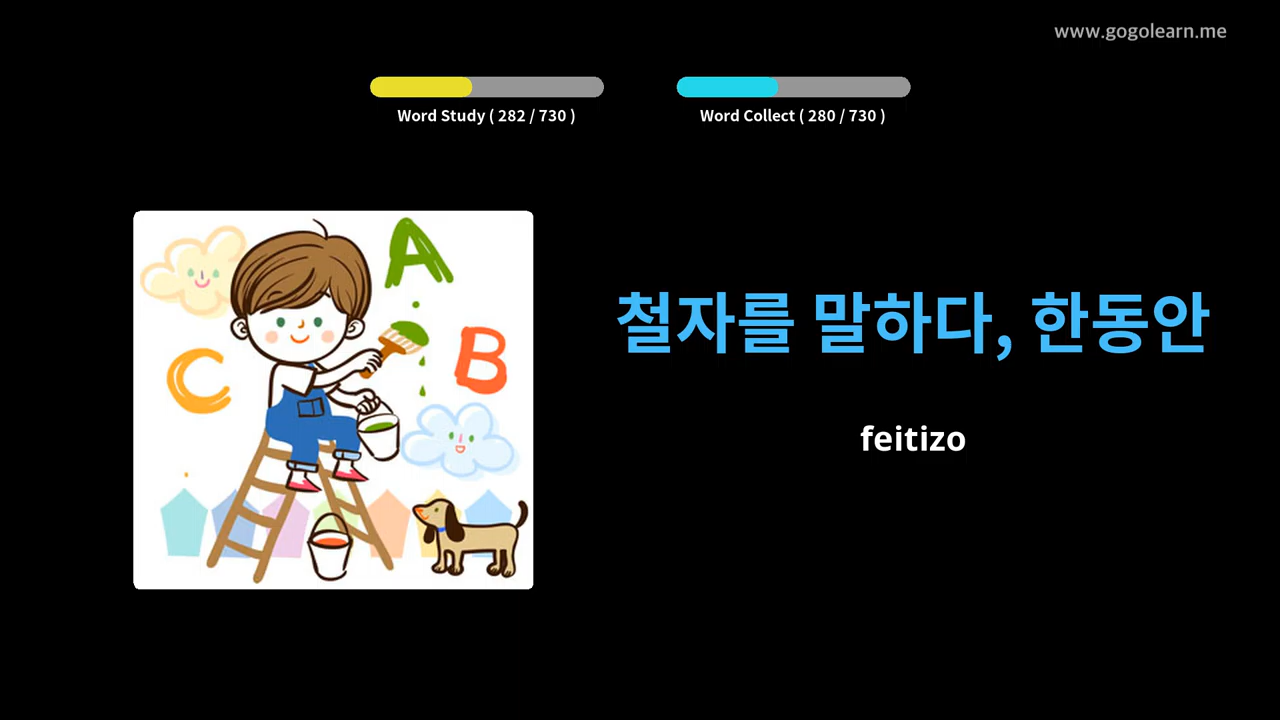 www.gogolearn.me
Word Study ( 282 / 730 )
Word Collect ( 280 / 730 )
A
B
C
철자를 말하다, 한동안
feitizo